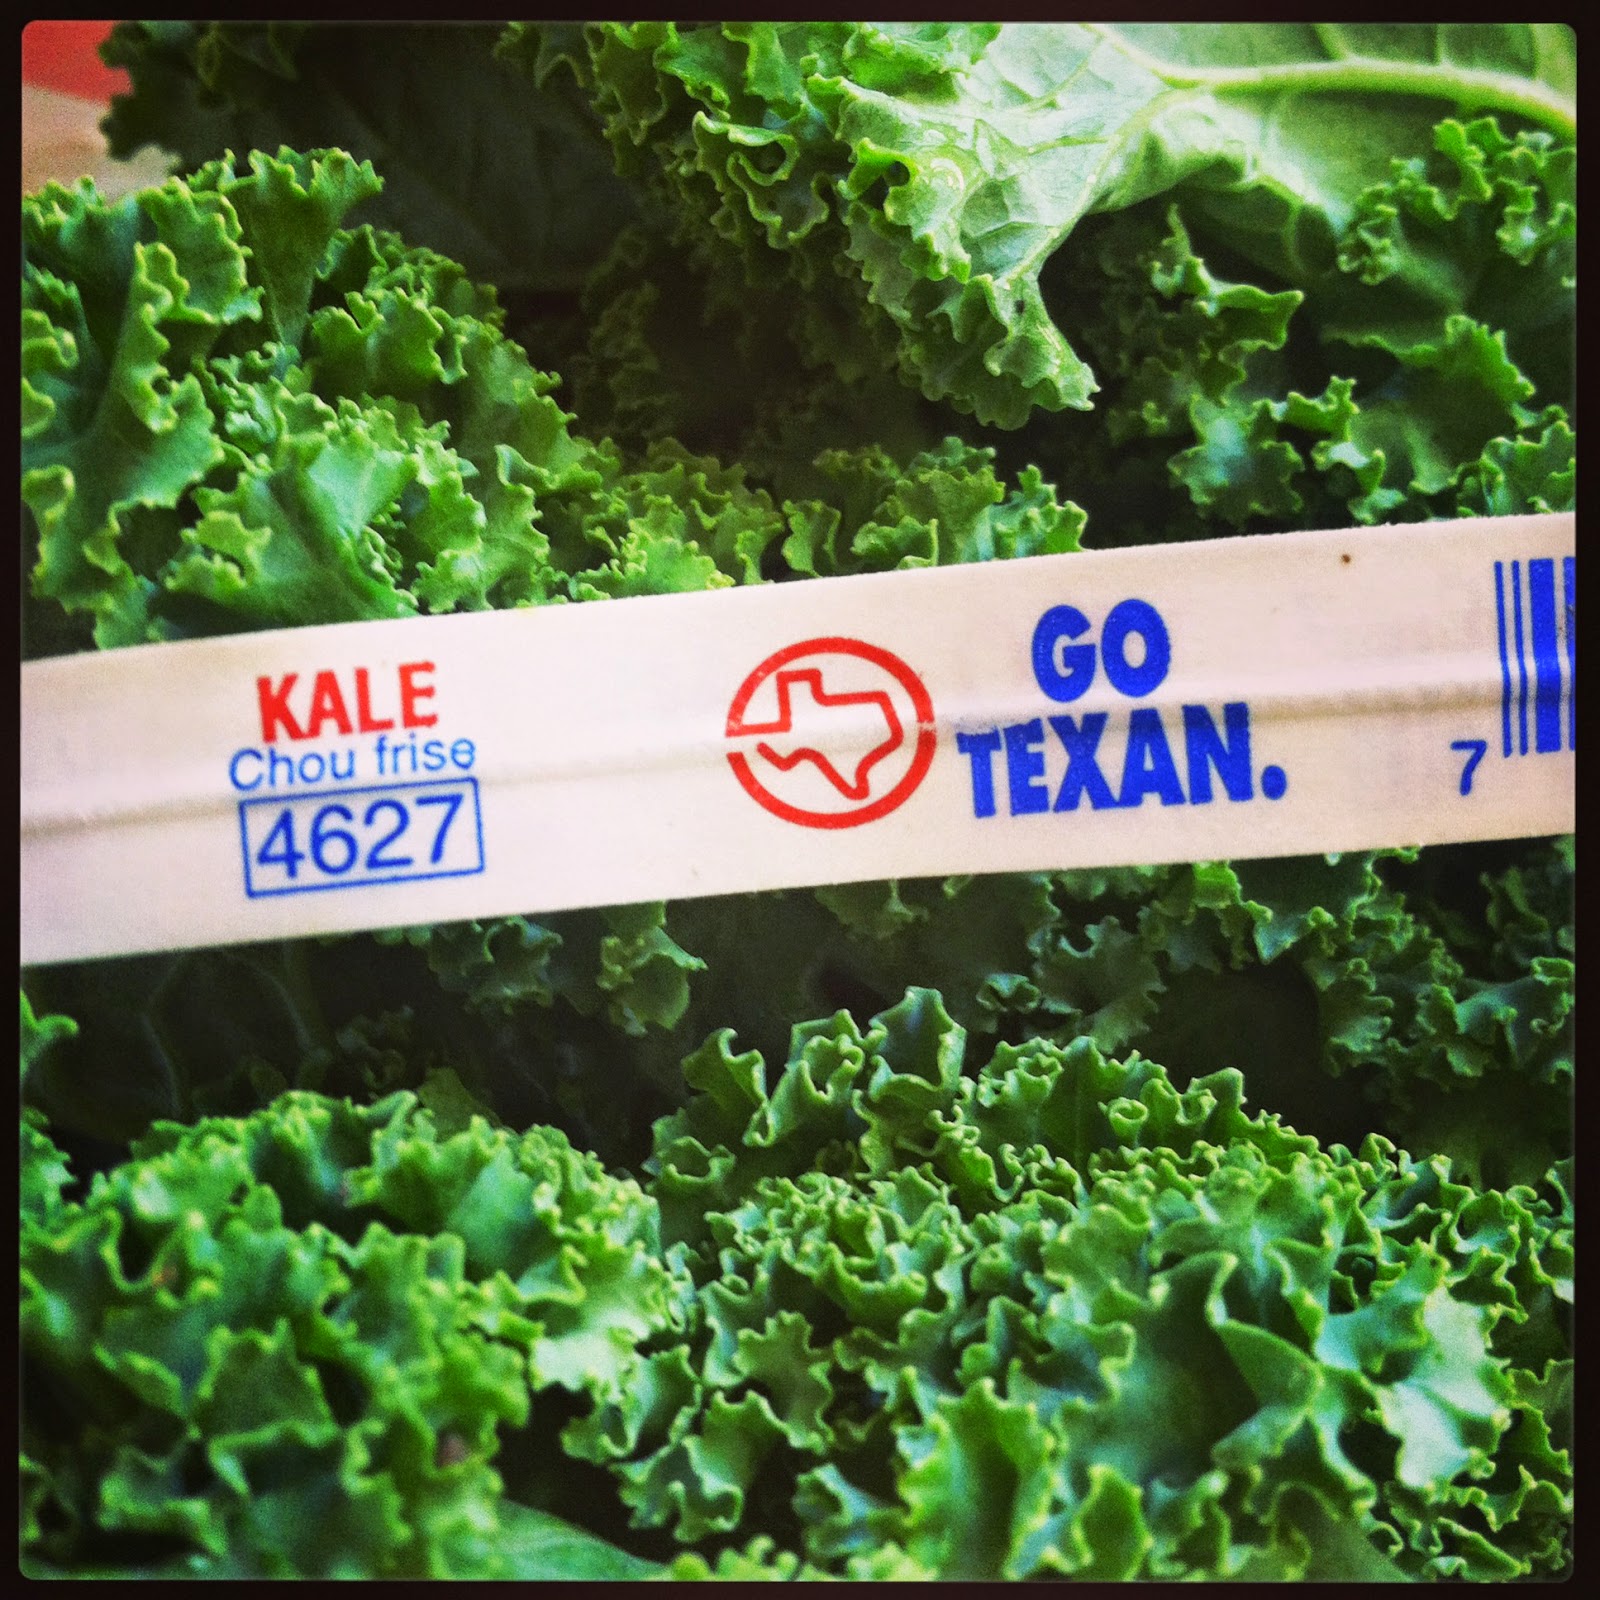 KALE
Chou frise
4627
GO
TEXAN.
7